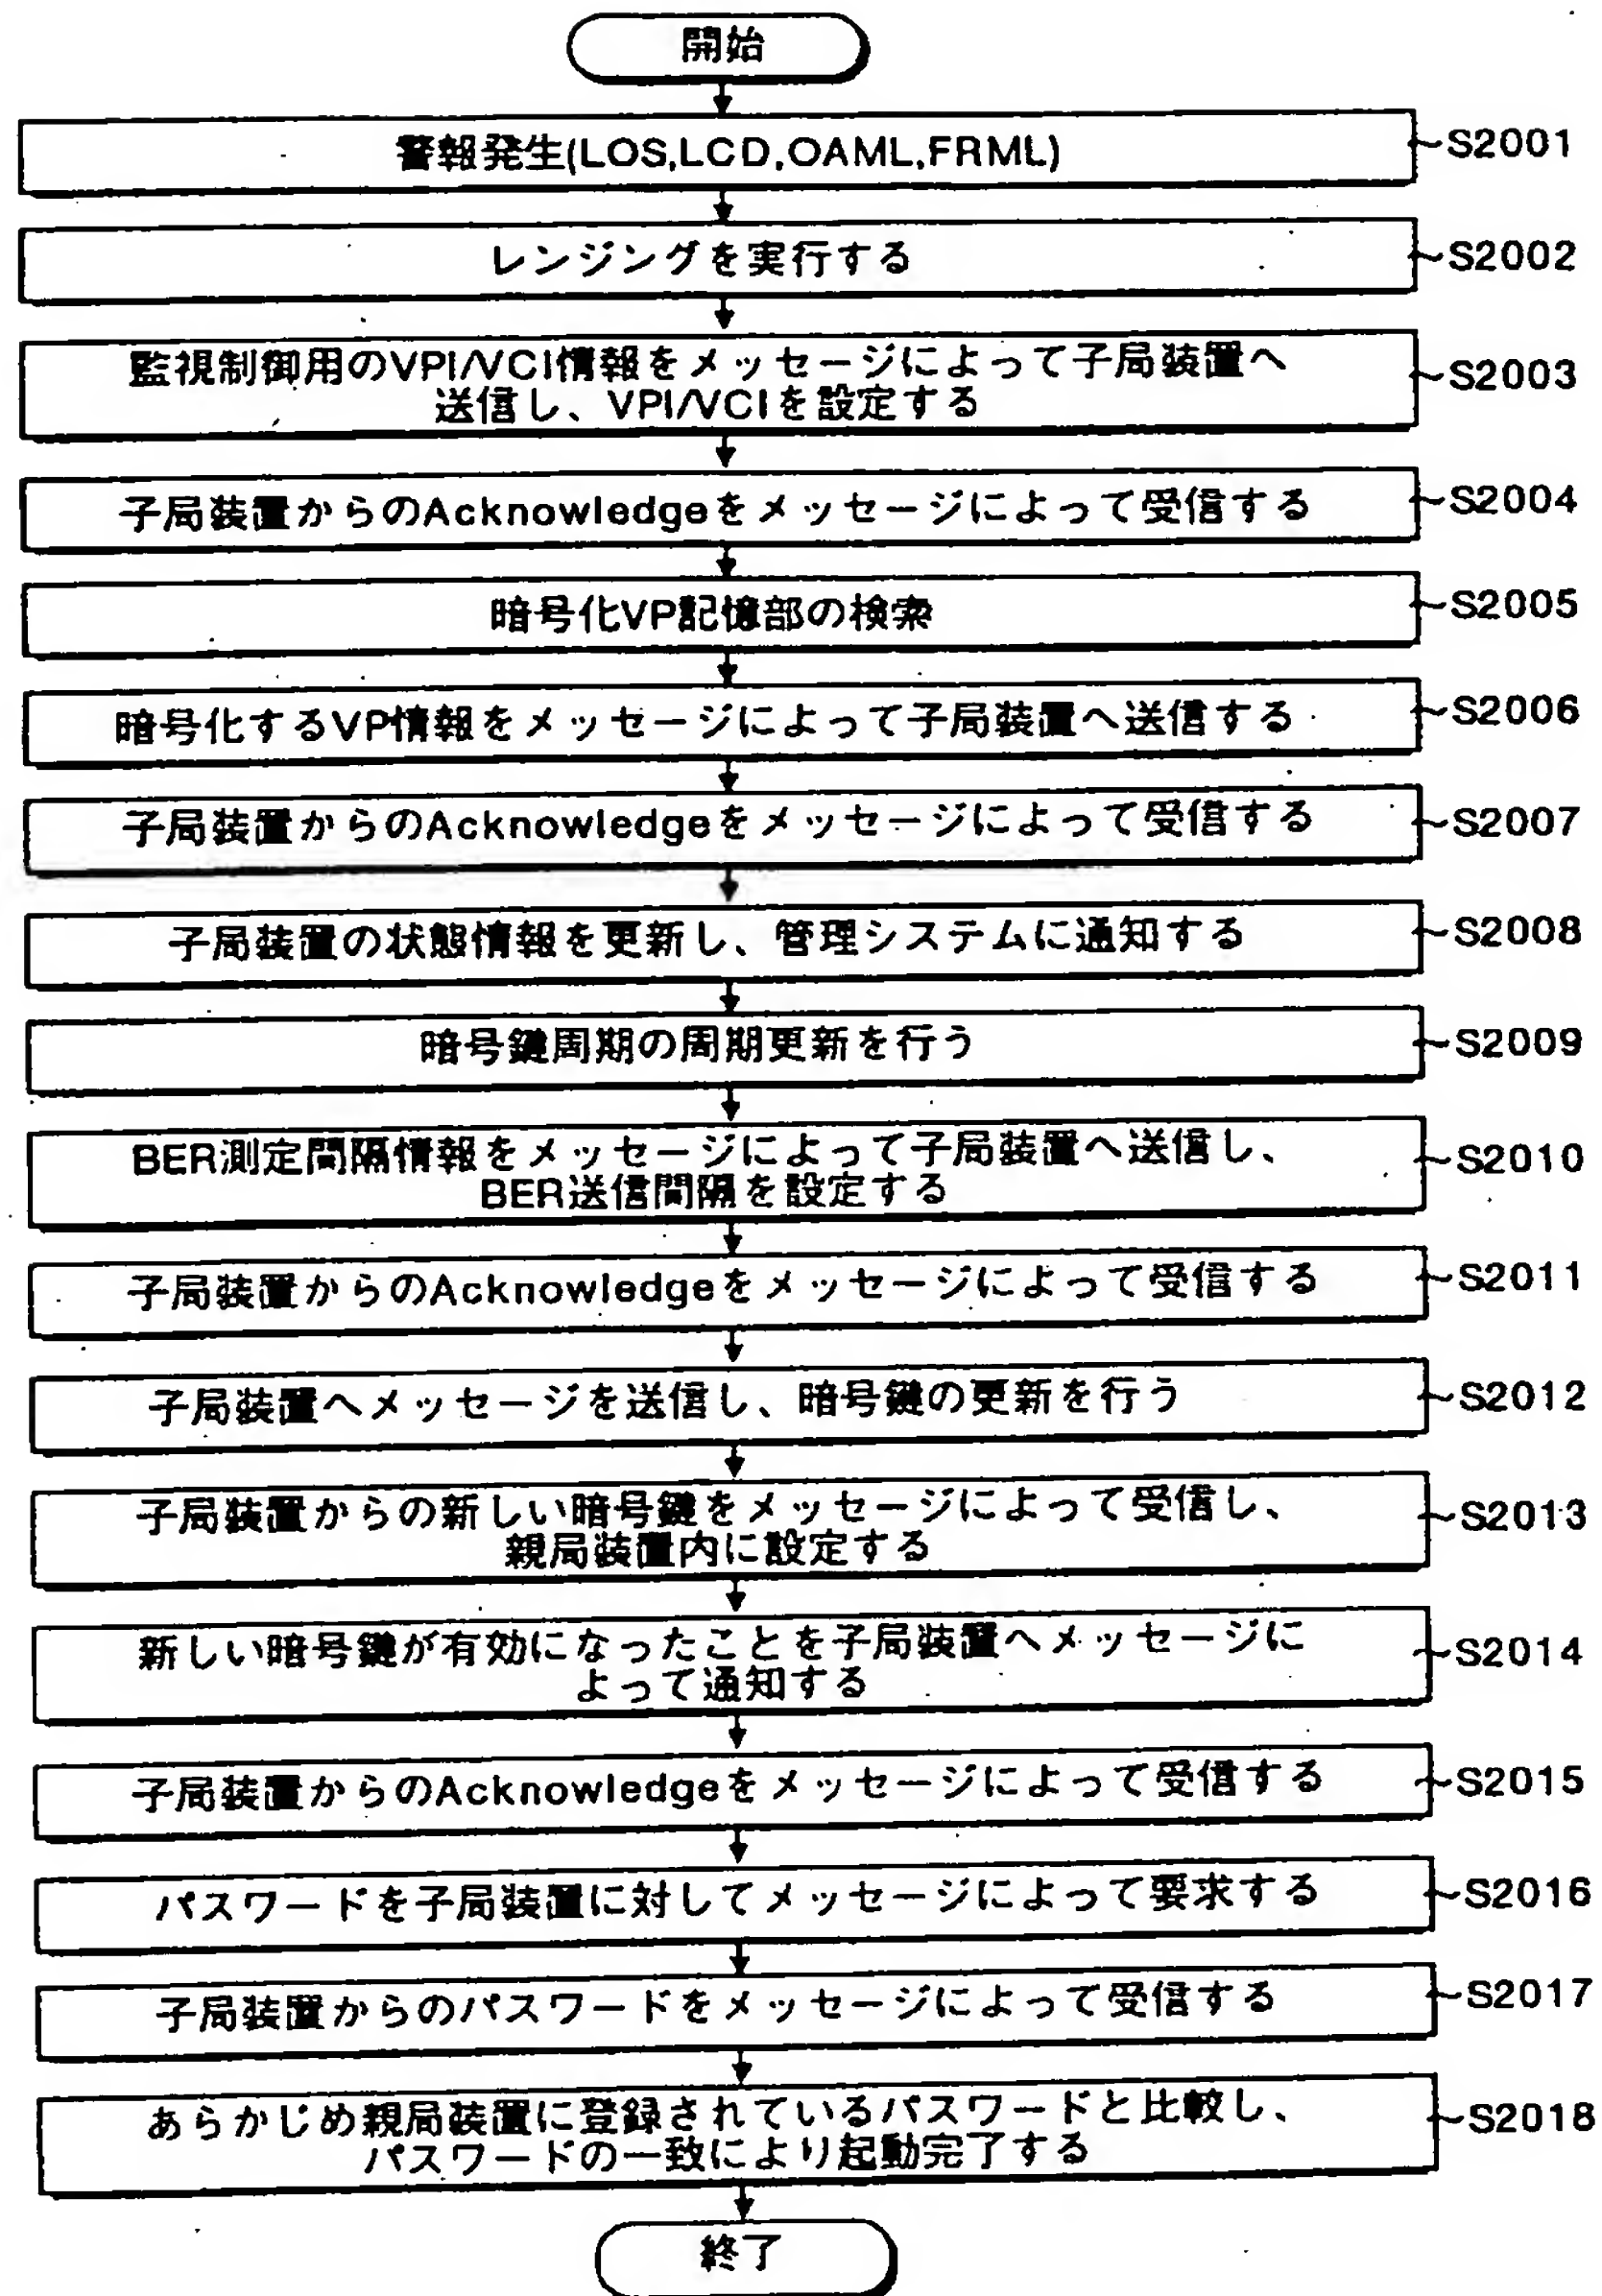 開始
警報発生(LOS,LCD,OAML,FRML)
S2001
レンジングを実行する
S2002
監視制御用のVPI/VCI情報をメッセージによって子局装置へ
送信し、VPI/VCIを設定する
S2003
子局装置からのAcknowledgeをメッセージによって受信する
S2004
暗号化VP記憶部の検索
S2005
暗号化するVP情報をメッセージによって子局装置へ送信する
S2006
子局装置からのAcknowledgeをメッセージによって受信する
S2007
子局装置の状態情報を更新し、管理システムに通知する
S2008
暗号鍵周期の周期更新を行う
S2009
BER測定間隔情報をメッセージによって子局装置へ送信し、
BER送信間隔を設定する
S2010
子局装置からのAcknowledgeをメッセージによって受信する
S2011
子局装置へメッセージを送信し、暗号鍵の更新を行う
S2012
子局装置からの新しい暗号鍵をメッセージによって受信し、
親局装置内に設定する
S2013
新しい暗号鍵が有効になったことを子局装置へメッセージに
よって通知する
S2014
子局装置からのAcknowledgeをメッセージによって受信する
S2015
パスワードを子局装置に対してメッセージによって要求する
S2016
子局装置からのパスワードをメッセージによって受信する
S2017
あらかじめ親局装置に登録されているパスワードと比較し、
パスワードの一致により起動完了する
S2018
終了